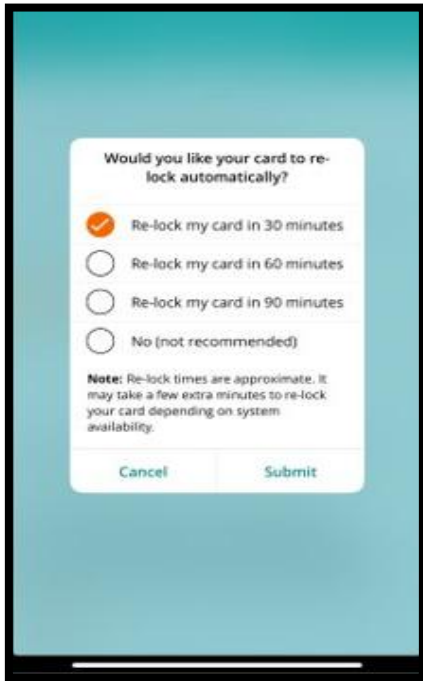 Would you like your card to re-
lock automatically?
Re-lock my card in 30 minutes
Re-lock my card in 60 minutes
Re-lock my card in 90 minutes
No (not recommended)
Note: Re-lock times are approximate. It
may take a few extra minutes to re-lock
your card depending on system
availability.
Cancel Submit